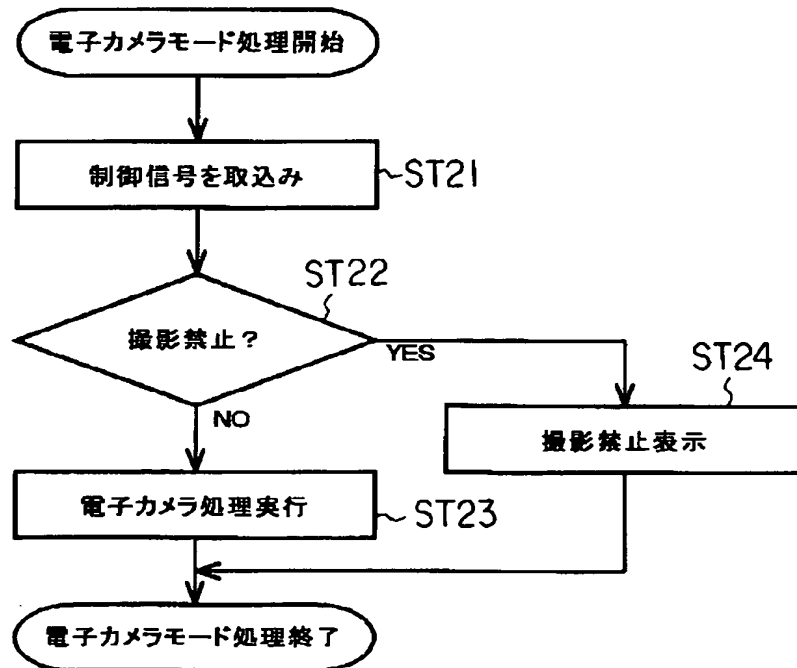 電子カメラモード処理開始
制御信号を取込み
ST21
ST22
撮影禁止?
YES
NO
ST24
撮影禁止表示
電子カメラ処理実行
ST23
電子カメラモード処理終了